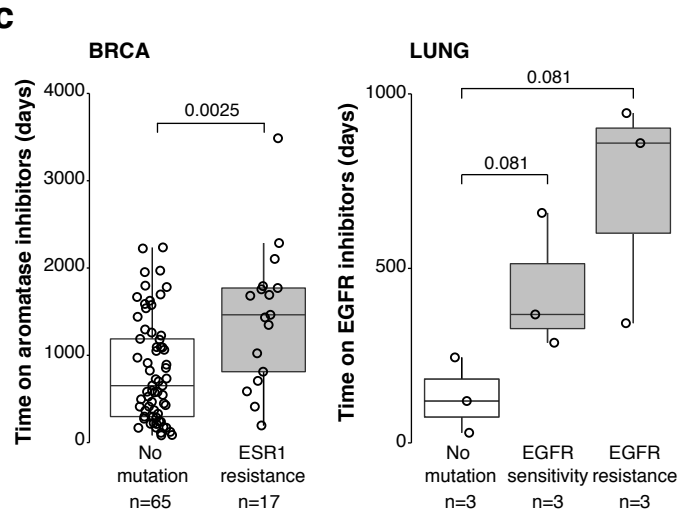 c
BRCA
Time on aromatase inhibitors (days)
4000
3000
2000
1000
0
0.0025
No
mutation
n=65
ESR1
resistance
n=17
LUNG
Time on EGFR inhibitors (days)
1000
500
0
0.081
0.081
No
mutation
n=3
EGFR
sensitivity
n=3
EGFR
resistance
n=3